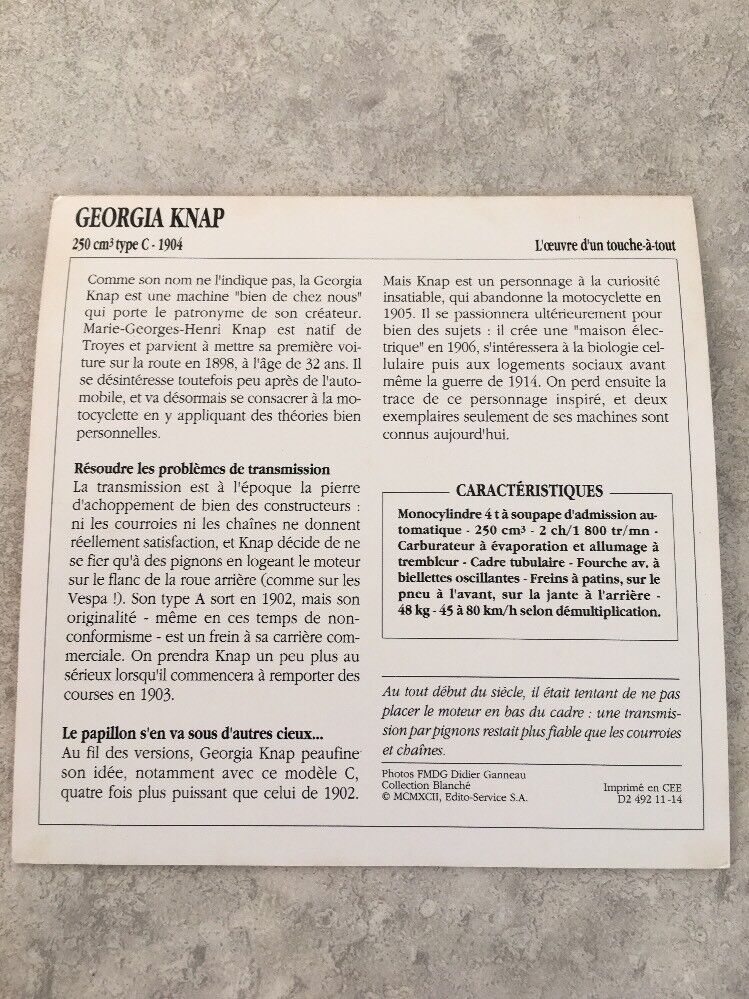 GEORGIA KNAP
250 cm³ type C - 1904
L'œuvre d'un touche-à-tout
Comme son nom ne l'indique pas, la Georgia
Knap est une machine "bien de chez nous"
qui porte le patronyme de son créateur.
Marie-Georges-Henri Knap est natif de
Troyes et parvient à mettre sa première voi-
ture sur la route en 1898, à l'âge de 32 ans. Il
se désintéresse toutefois peu après de l'auto-
mobile, et va désormais se consacrer à la mo-
tocyclette en y appliquant des théories bien
personnelles.
Résoudre les problèmes de transmission
La transmission est à l'époque la pierre
d'achoppement de bien des constructeurs :
ni les courroies ni les chaînes ne donnent
réellement satisfaction, et Knap décide de ne
se fier qu'à des pignons en logeant le moteur
sur le flanc de la roue arrière (comme sur les
Vespa !). Son type A sort en 1902, mais son
originalité - même en ces temps de non-
conformisme - est un frein à sa carrière com-
merciale. On prendra Knap un peu plus au
sérieux lorsqu'il commencera à remporter des
courses en 1903.
Le papillon s'en va sous d'autres cieux...
Au fil des versions, Georgia Knap peaufine
son idée, notamment avec ce modèle C,
quatre fois plus puissant que celui de 1902.
Mais Knap est un personnage à la curiosité
insatiable, qui abandonne la motocyclette en
1905. Il se passionnera ultérieurement pour
bien des sujets : il crée une "maison élec-
trique" en 1906, s'intéressera à la biologie cel-
lulaire puis aux logements sociaux avant
même la guerre de 1914. On perd ensuite la
trace de ce personnage inspiré, et deux
exemplaires seulement de ses machines sont
connus aujourd'hui.
CARACTÉRISTIQUES
Monocylindre 4 t à soupape d'admission au-
tomatique - 250 cm³ - 2 ch/1 800 tr/mn -
Carburateur à évaporation et allumage à
trembleur - Cadre tubulaire - Fourche av. à
biellettes oscillantes - Freins à patins, sur le
pneu à l'avant, sur la jante à l'arrière -
48 kg - 45 à 80 km/h selon démultiplication.
Au tout début du siècle, il était tentant de ne pas
placer le moteur en bas du cadre : une transmis-
sion par pignons restait plus fiable que les courroies
et chaînes.
Photos FMDG Didier Ganneau
Collection Blanché
© MCMXCII, Edito-Service S.A.
Imprimé en CEE
D2 492 11-14